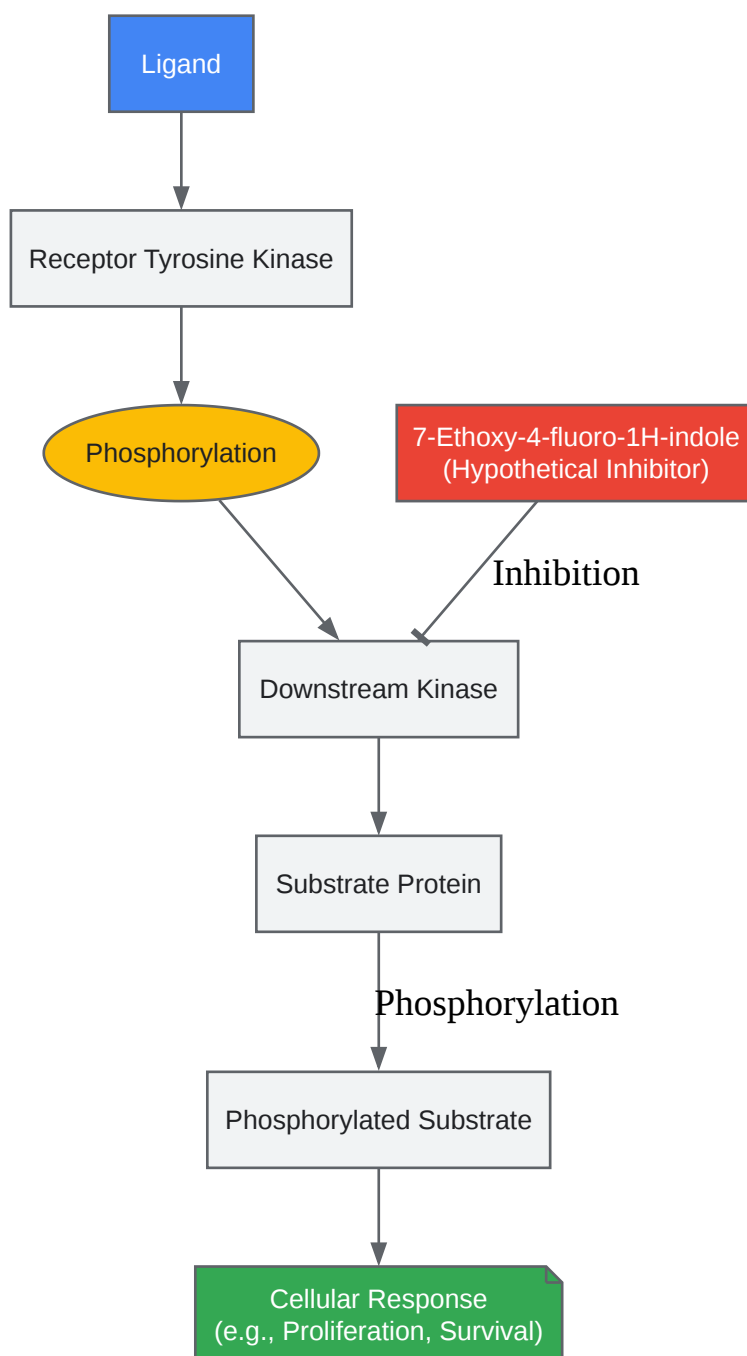 Ligand
Receptor Tyrosine Kinase
Phosphorylation
7-Ethoxy-4-fluoro-1H-indole
(Hypothetical Inhibitor)
Inhibition
Downstream Kinase
Substrate Protein
Phosphorylation
Phosphorylated Substrate
Cellular Response
(e.g., Proliferation, Survival)